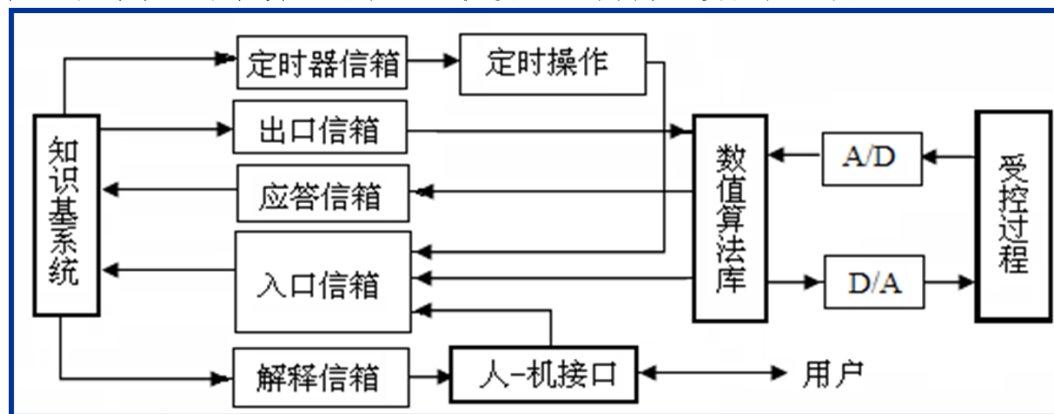 定时器信箱
定时操作
出口信箱
知识基系统
应答信箱
入口信箱
解释信箱
人-机接口
数值算法库
A/D
D/A
受控过程
用户